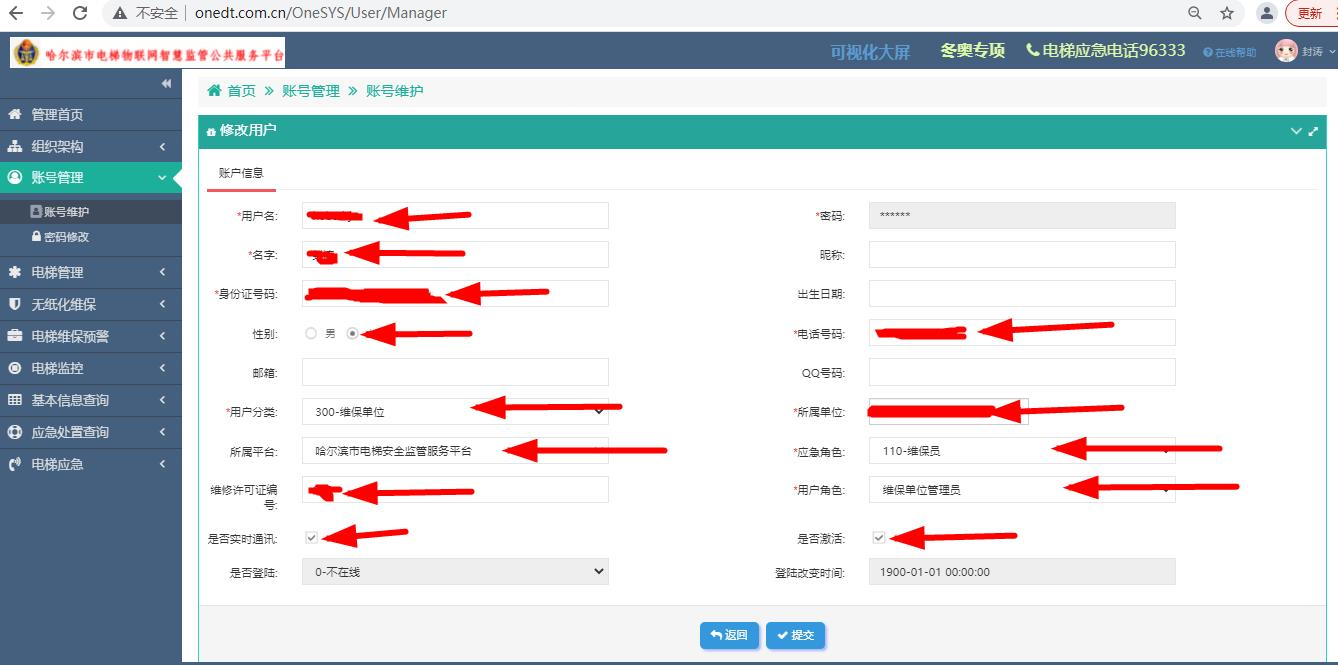 不安全 onedt.com.cn/OneSYS/User/Manager 更新
哈尔滨市电梯物联网智慧监管公共服务平台 可视化大屏 冬奥专项 电梯应急电话96333 在线帮助 封涛
首页 账号管理 账号维护
管理首页
组织架构
账号管理
账号维护
密码修改
电梯管理
无纸化维保
电梯维保预警
电梯监控
基本信息查询
应急处置查询
电梯应急
修改用户
账户信息
*用户名: *密码: ******
*名字: 昵称:
*身份证号码: 出生日期:
性别: 男 *电话号码:
邮箱: QQ号码:
*用户分类: 300-维保单位 *所属单位:
所属平台: 哈尔滨市电梯安全监管服务平台 *应急角色: 110-维保员
维修许可证编
号: *用户角色: 维保单位管理员
是否实时通讯: 是否激活:
是否登陆: 0-不在线 登陆改变时间: 1900-01-01 00:00:00
返回 提交